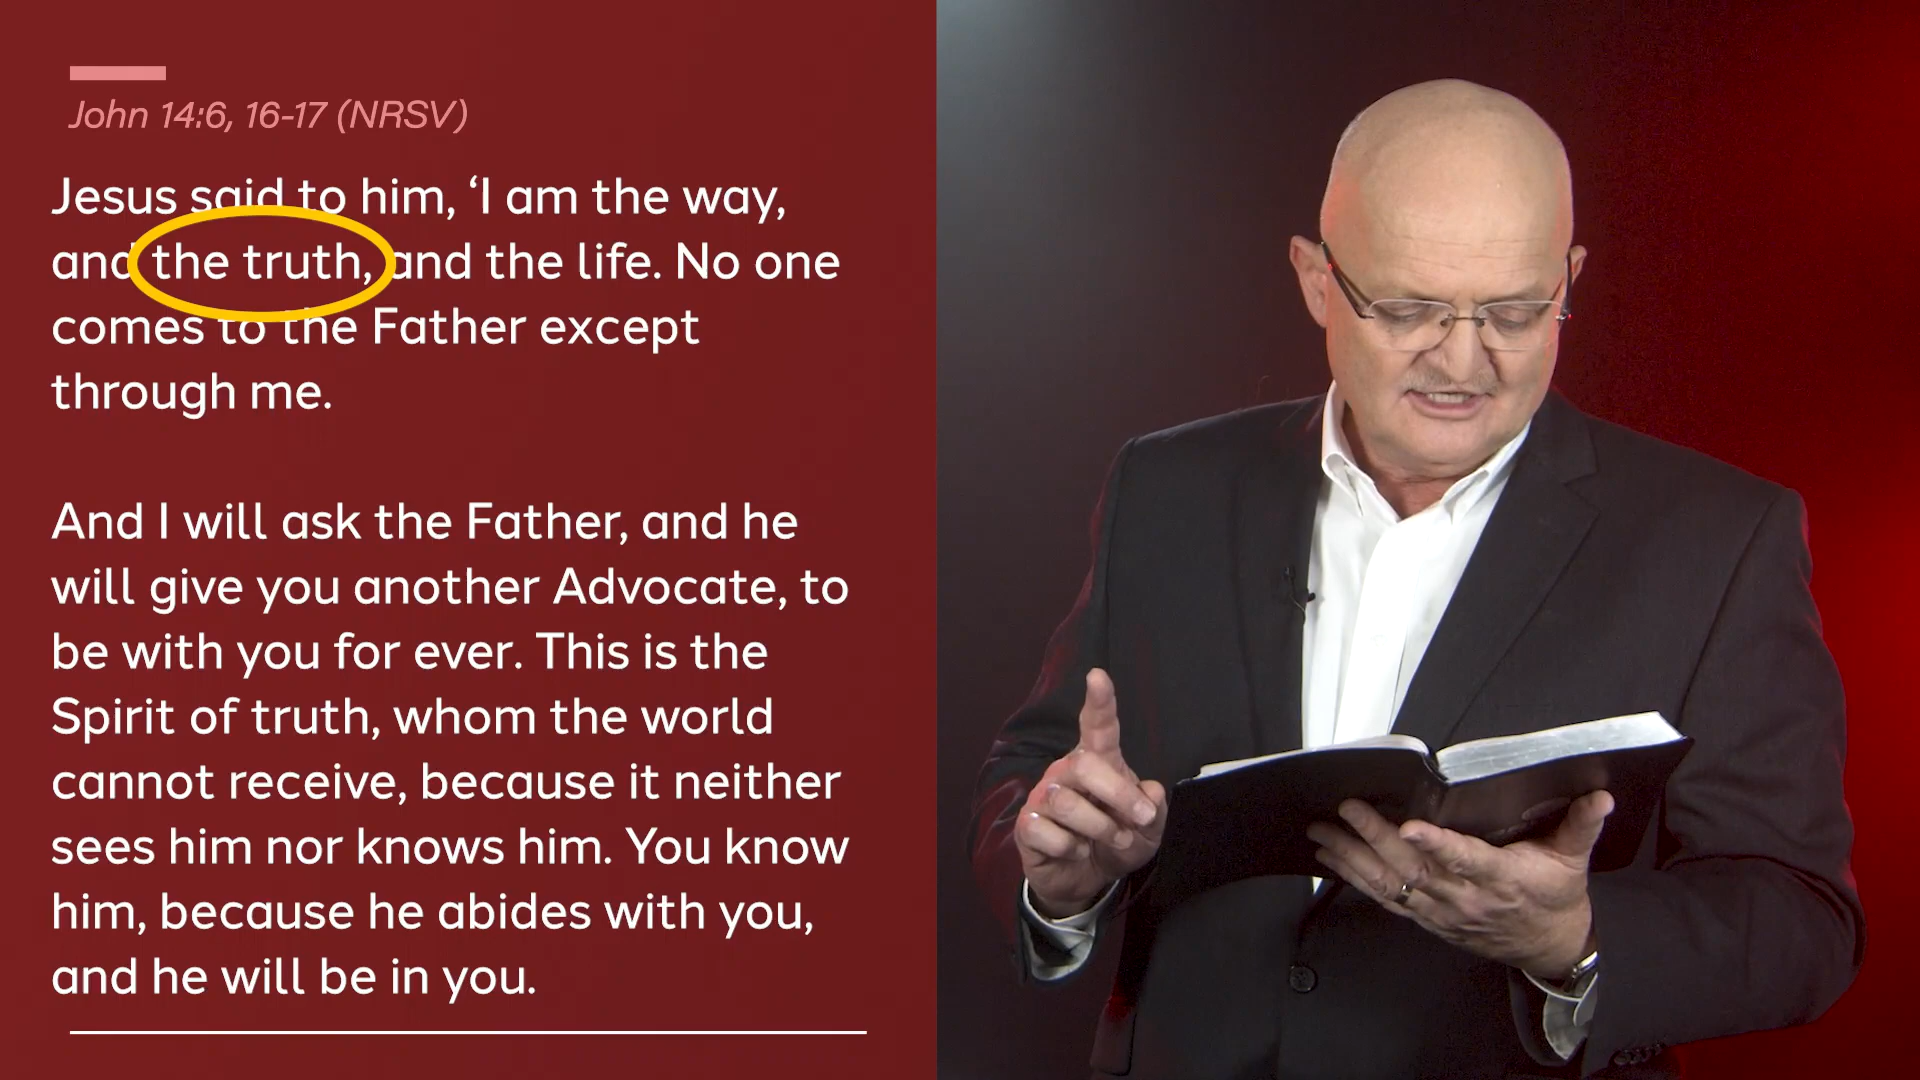 John 14:6, 16-17 (NRSV)
Jesus said to him, ‘I am the way,
and the truth, and the life. No one
comes to the Father except
through me.
And I will ask the Father, and he
will give you another Advocate, to
be with you for ever. This is the
Spirit of truth, whom the world
cannot receive, because it neither
sees him nor knows him. You know
him, because he abides with you,
and he will be in you.